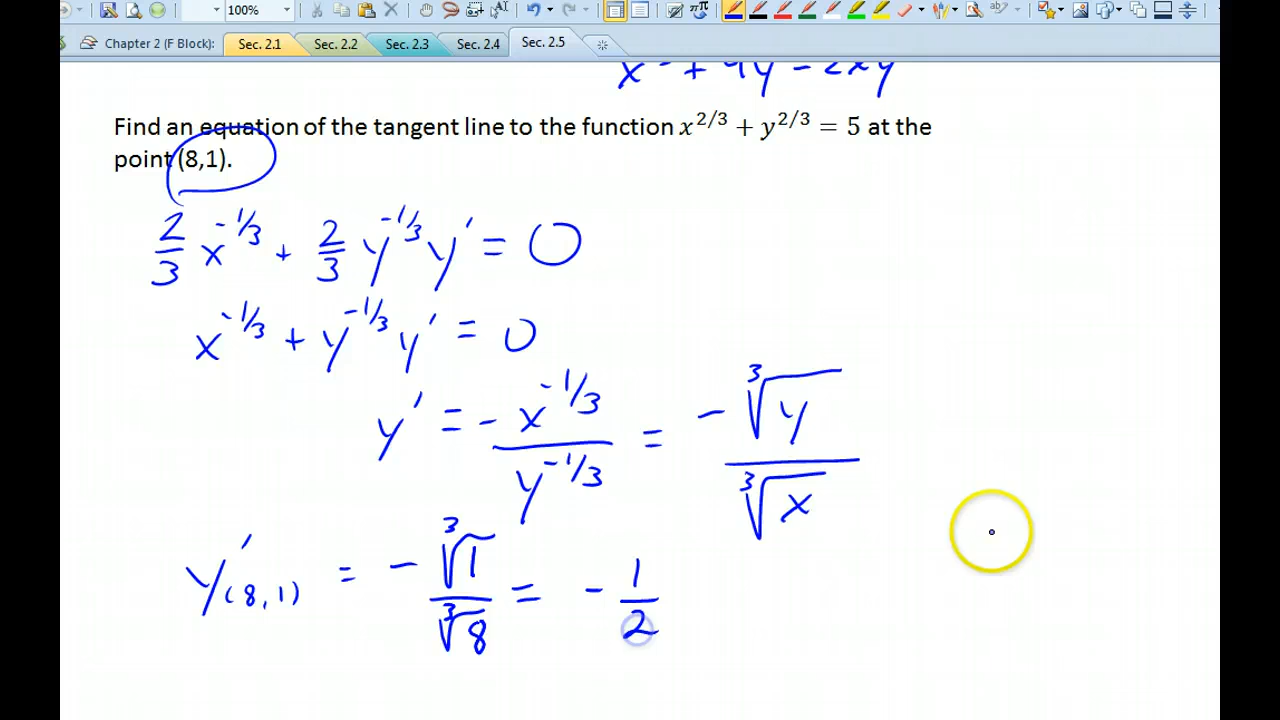 100%
Chapter 2 (F Block): Sec. 2.1 Sec. 2.2 Sec. 2.3 Sec. 2.4 Sec. 2.5
Find an equation of the tangent line to the function x^{2/3} + y^{2/3} = 5 at the
point (8,1).
2/3 x^{-1/3} + 2/3 y^{-1/3} y' = 0
x^{-1/3} + y^{-1/3} y' = 0
y' = - x^{-1/3} / y^{-1/3} = - ∛y / ∛x
y'(8,1) = - ∛1 / ∛8 = - 1/2